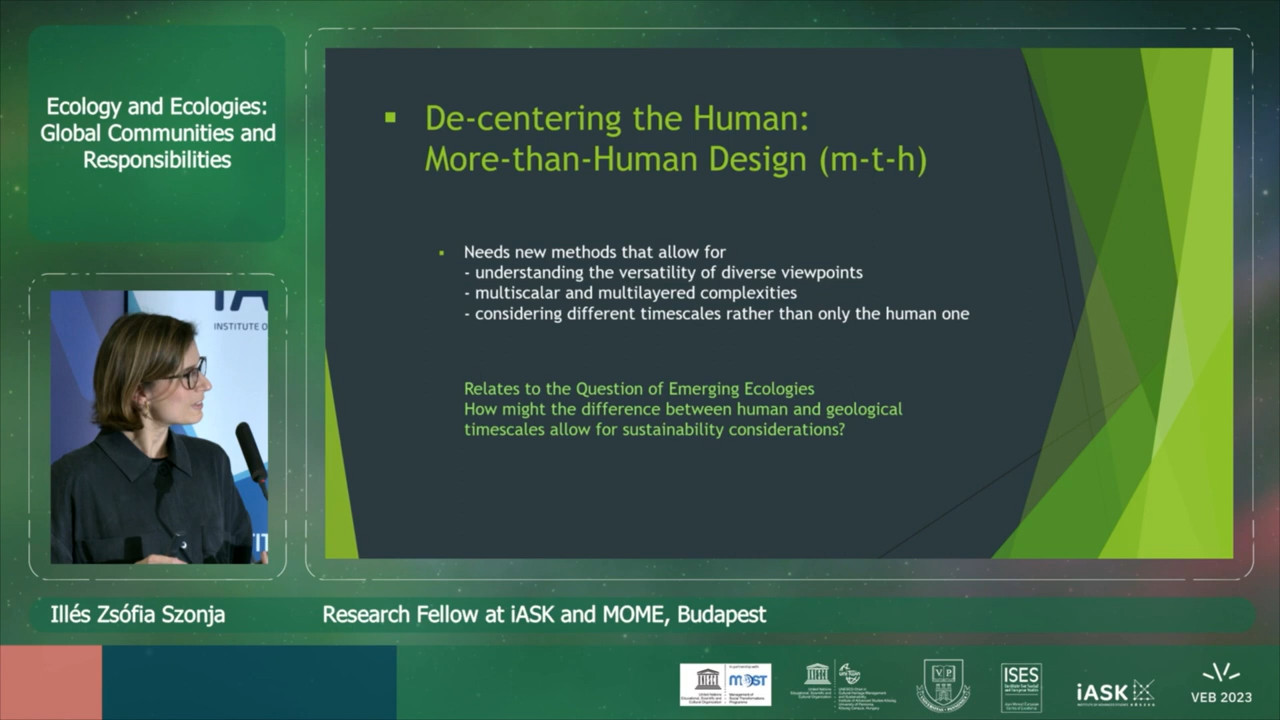 Ecology and Ecologies:
Global Communities and
Responsibilities
▪ De-centering the Human:
More-than-Human Design (m-t-h)
▪ Needs new methods that allow for
- understanding the versatility of diverse viewpoints
- multiscalar and multilayered complexities
- considering different timescales rather than only the human one
Relates to the Question of Emerging Ecologies
How might the difference between human and geological
timescales allow for sustainability considerations?
INSTITUTE O
Illés Zsófia Szonja
Research Fellow at iASK and MOME, Budapest
ISES
iASK
VEB 2023